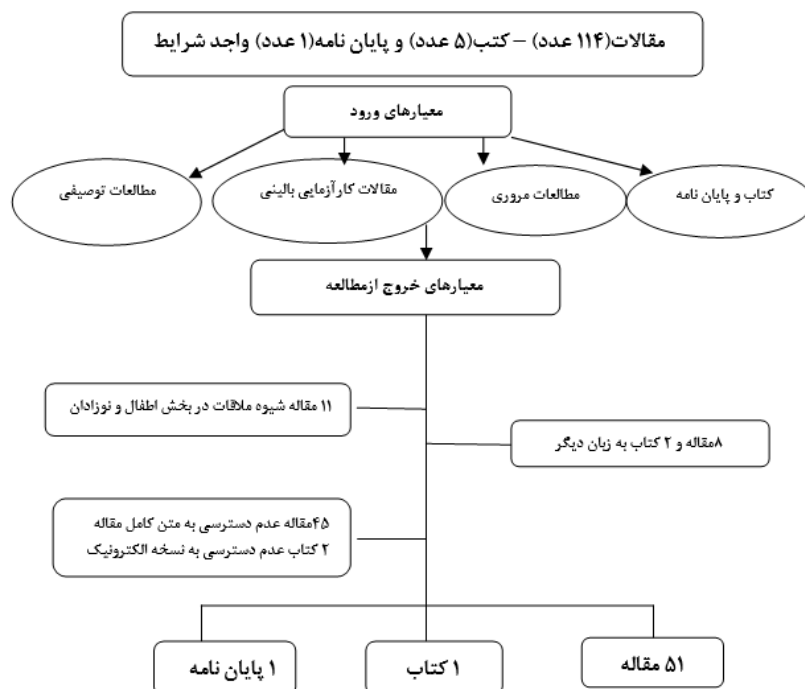 مقالات(۱۱۴ عدد) – کتب(۵ عدد) و پایان نامه(۱ عدد) واجد شرایط
معیارهای ورود
کتاب و پایان نامه
مطالعات مروری
مقالات کارآزمایی بالینی
مطالعات توصیفی
معیارهای خروج ازمطالعه
۱۱ مقاله شیوه ملاقات در بخش اطفال و نوزادان
۸مقاله و ۲ کتاب به زبان دیگر
۴۵مقاله عدم دسترسی به متن کامل مقاله
۲ کتاب عدم دسترسی به نسخه الکترونیک
۵۱ مقاله
۱ کتاب
۱ پایان نامه